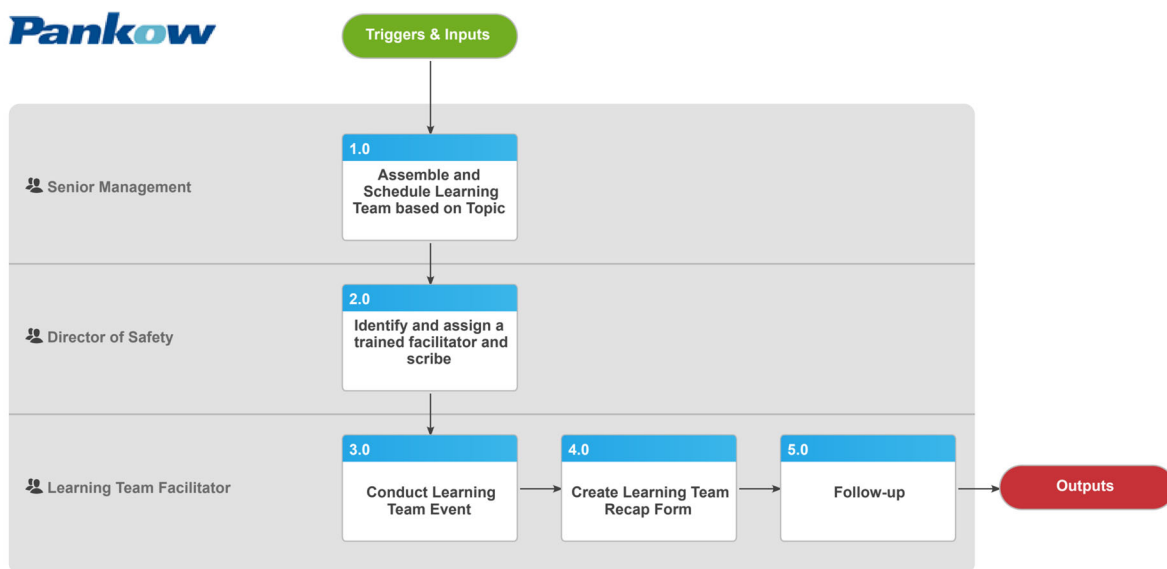 Pankow
Triggers & Inputs
Senior Management
1.0
Assemble and
Schedule Learning
Team based on Topic
Director of Safety
2.0
Identify and assign a
trained facilitator and
scribe
Learning Team Facilitator
3.0
Conduct Learning
Team Event
4.0
Create Learning Team
Recap Form
5.0
Follow-up
Outputs